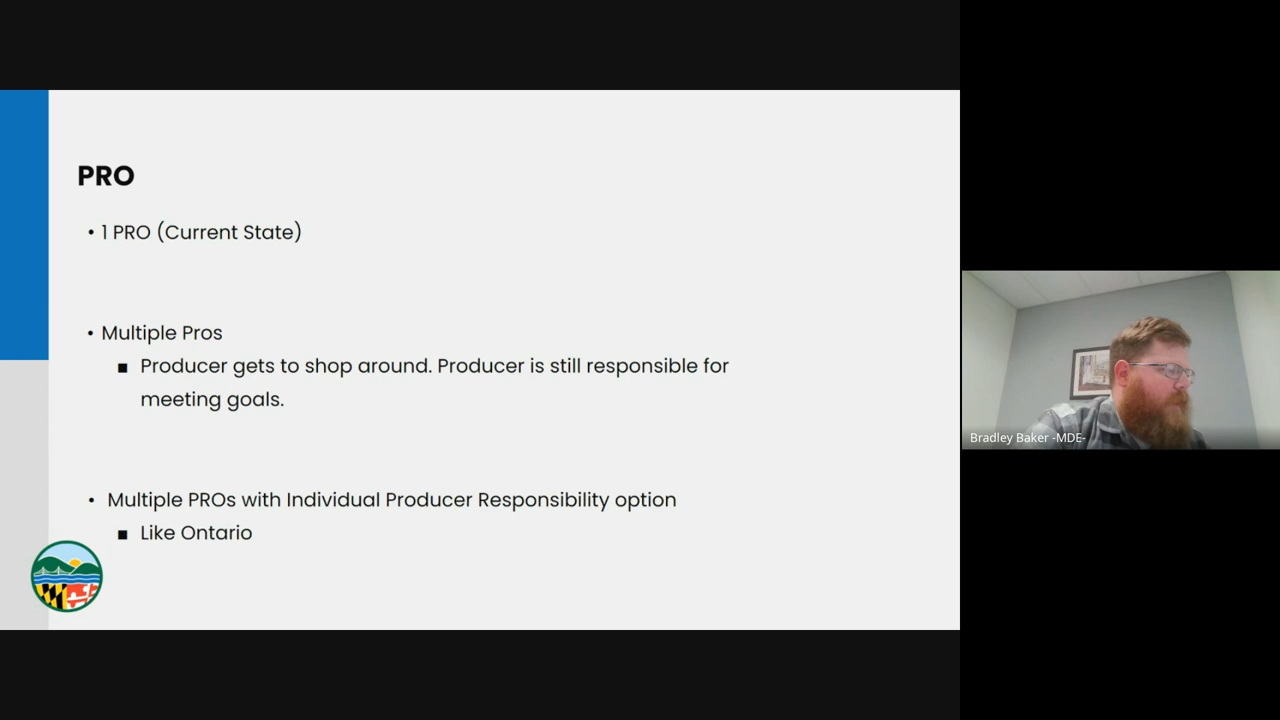 PRO
• 1 PRO (Current State)
• Multiple Pros
■ Producer gets to shop around. Producer is still responsible for
meeting goals.
• Multiple PROs with Individual Producer Responsibility option
■ Like Ontario
Bradley Baker -MDE-